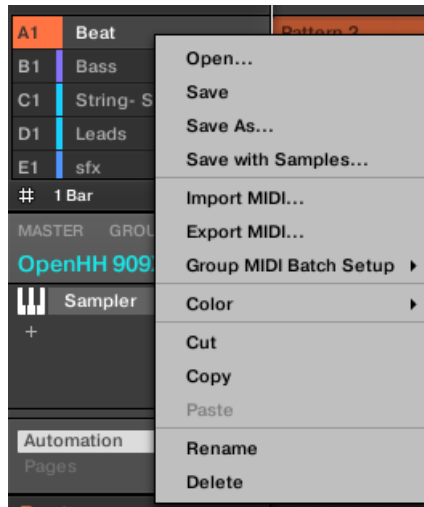 A1 Beat
Pattern 2
B1 Bass
C1 String- S
D1 Leads
E1 sfx
1 Bar
MASTER GROU
OpenHH 909
Sampler
+
Automation
Pages
Open...
Save
Save As...
Save with Samples...
Import MIDI...
Export MIDI...
Group MIDI Batch Setup
Color
Cut
Copy
Paste
Rename
Delete